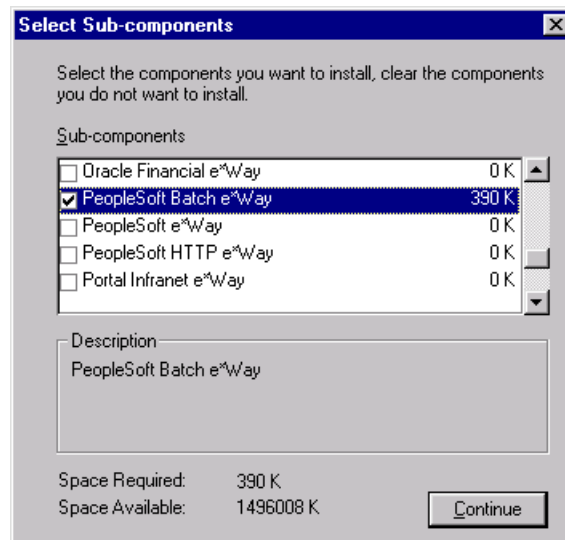 Select Sub-components
Select the components you want to install, clear the components
you do not want to install.
Sub-components
Oracle Financial e*Way 0 K
PeopleSoft Batch e*Way 390 K
PeopleSoft e*Way 0 K
PeopleSoft HTTP e*Way 0 K
Portal Infranet e*Way 0 K
Description
PeopleSoft Batch e*Way
Space Required: 390 K
Space Available: 1496008 K
Continue